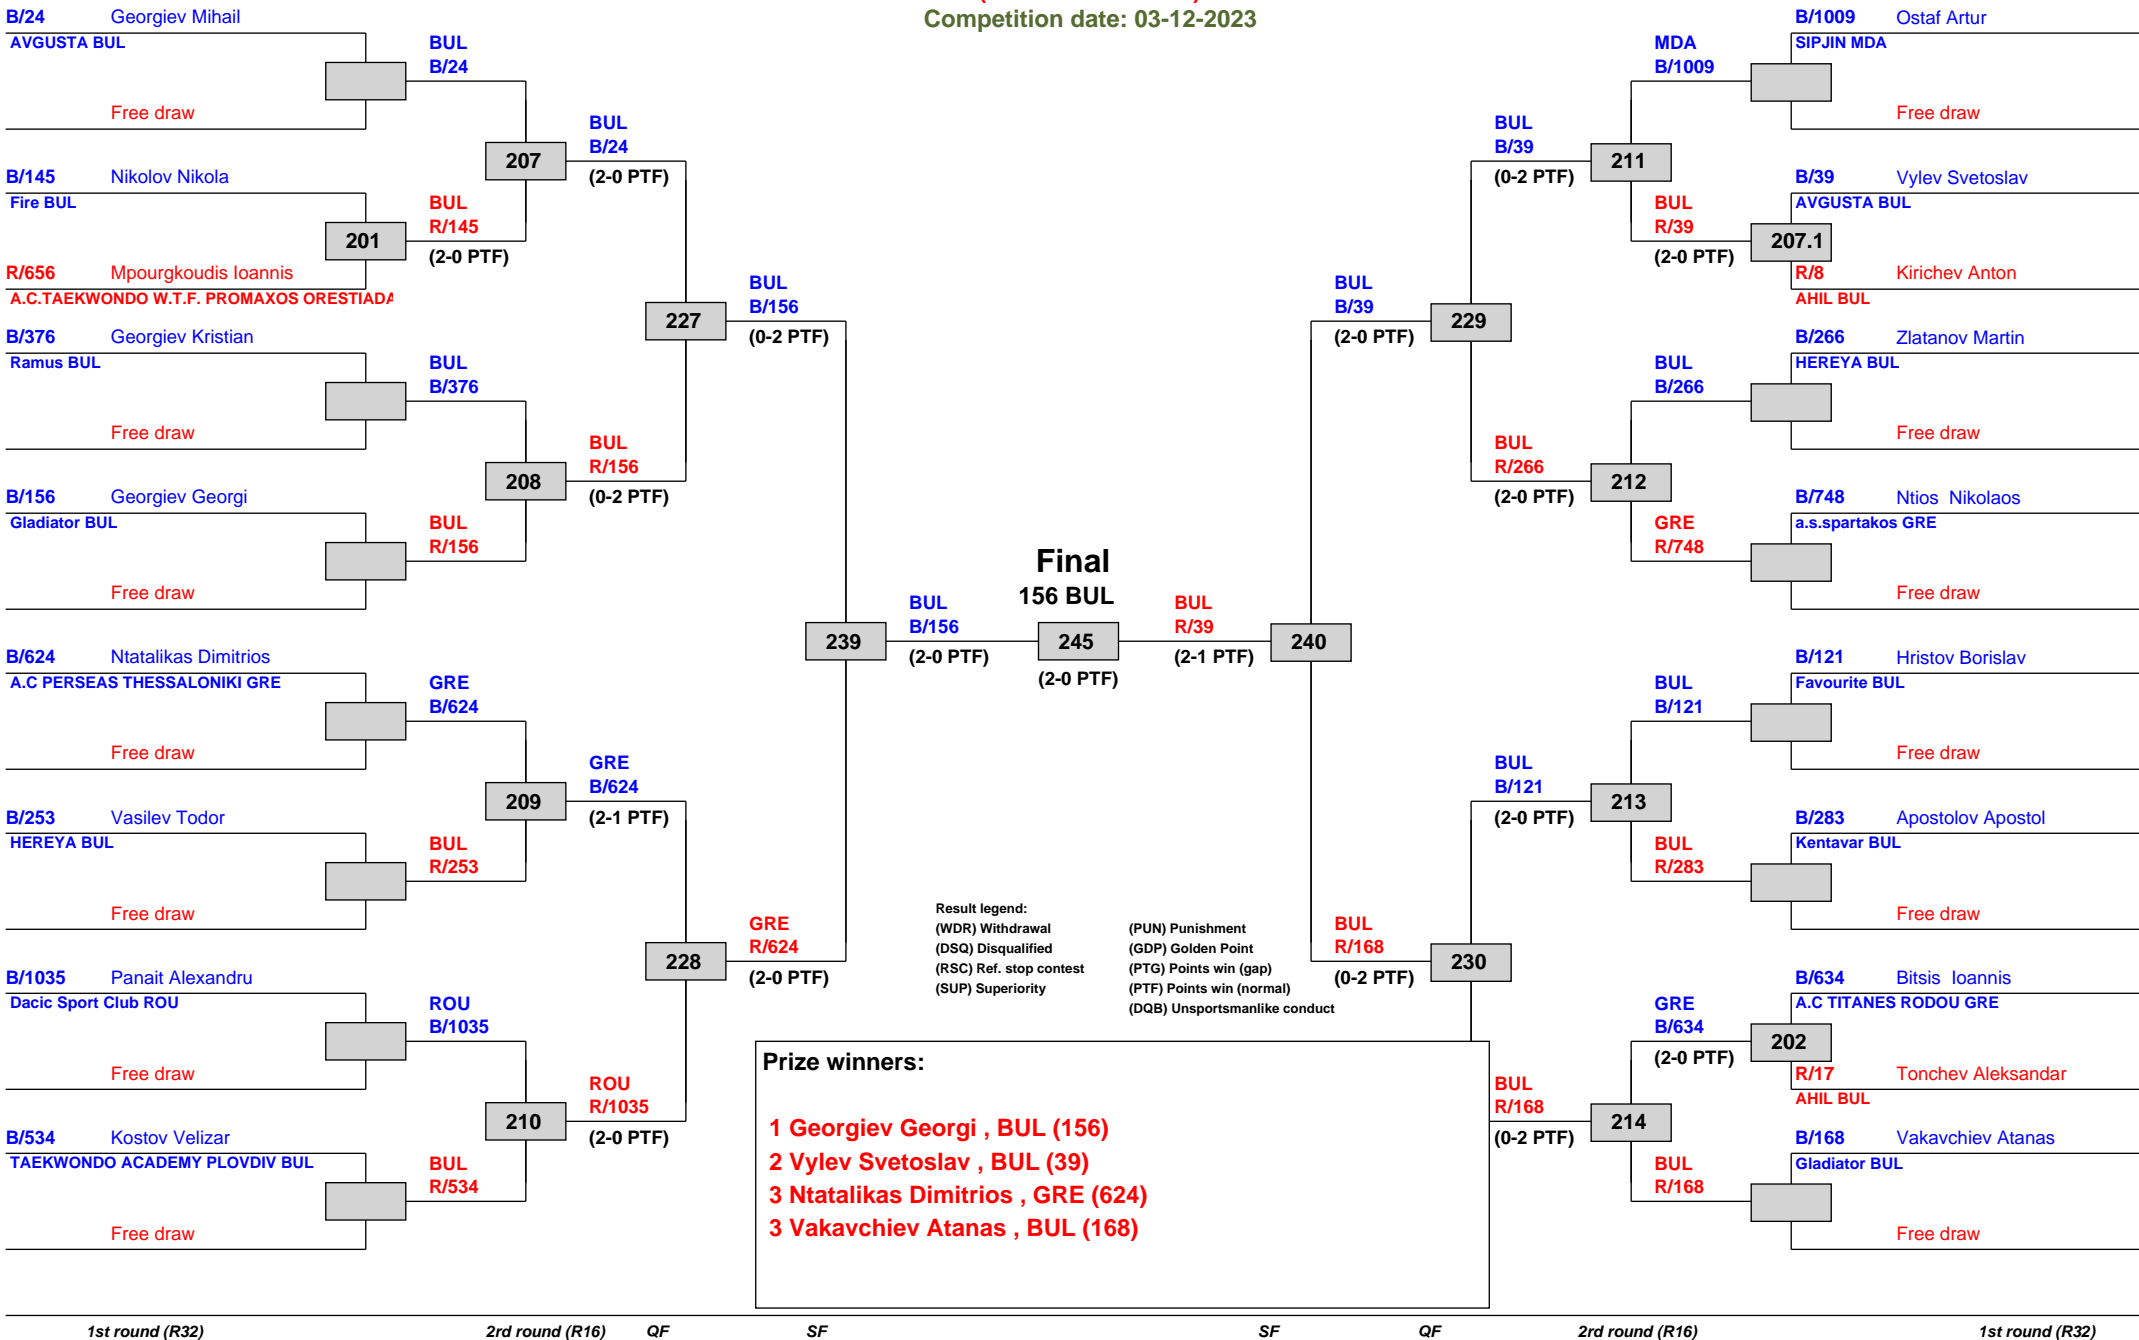 Competition date: 03-12-2023
B/24 Georgiev Mihail
AVGUSTA BUL
Free draw
B/145 Nikolov Nikola
Fire BUL
201
R/656 Mpourgkoudis Ioannis
A.C.TAEKWONDO W.T.F. PROMAXOS ORESTIADA
B/376 Georgiev Kristian
Ramus BUL
Free draw
B/156 Georgiev Georgi
Gladiator BUL
Free draw
B/624 Ntatalikas Dimitrios
A.C PERSEAS THESSALONIKI GRE
Free draw
B/253 Vasilev Todor
HEREYA BUL
Free draw
B/1035 Panait Alexandru
Dacic Sport Club ROU
Free draw
B/534 Kostov Velizar
TAEKWONDO ACADEMY PLOVDIV BUL
Free draw
BUL
B/24
207
BUL
R/145
(2-0 PTF)
BUL
B/376
208
BUL
R/156
GRE
B/624
209
BUL
R/253
ROU
B/1035
210
BUL
R/534
BUL
B/24
(2-0 PTF)
227
BUL
R/156
(0-2 PTF)
GRE
B/624
(2-1 PTF)
228
ROU
R/1035
(2-0 PTF)
BUL
B/156
(0-2 PTF)
239
GRE
R/624
(2-0 PTF)
BUL
B/156
(2-0 PTF)
Final
156 BUL
245
(2-0 PTF)
BUL
R/39
(2-1 PTF)
240
BUL
B/39
(2-0 PTF)
229
BUL
R/168
(0-2 PTF)
230
BUL
B/39
(0-2 PTF)
211
BUL
R/266
(2-0 PTF)
212
BUL
B/121
(2-0 PTF)
213
BUL
R/168
(0-2 PTF)
214
MDA
B/1009
BUL
R/39
(2-0 PTF)
BUL
B/266
GRE
R/748
BUL
B/121
BUL
R/283
GRE
B/634
(2-0 PTF)
BUL
R/168
B/1009 Ostaf Artur
SIPJIN MDA
Free draw
B/39 Vylev Svetoslav
AVGUSTA BUL
207.1
R/8 Kirichev Anton
AHIL BUL
B/266 Zlatanov Martin
HEREYA BUL
Free draw
B/748 Ntios Nikolaos
a.s.spartakos GRE
Free draw
B/121 Hristov Borislav
Favourite BUL
Free draw
B/283 Apostolov Apostol
Kentavar BUL
Free draw
B/634 Bitsis Ioannis
A.C TITANES RODOU GRE
202
R/17 Tonchev Aleksandar
AHIL BUL
B/168 Vakavchiev Atanas
Gladiator BUL
Free draw
Result legend:
(WDR) Withdrawal
(DSQ) Disqualified
(RSC) Ref. stop contest
(SUP) Superiority
(PUN) Punishment
(GDP) Golden Point
(PTG) Points win (gap)
(PTF) Points win (normal)
(DQB) Unsportsmanlike conduct
Prize winners:
1 Georgiev Georgi , BUL (156)
2 Vylev Svetoslav , BUL (39)
3 Ntatalikas Dimitrios , GRE (624)
3 Vakavchiev Atanas , BUL (168)
1st round (R32) 2rd round (R16) QF SF SF QF 2rd round (R16) 1st round (R32)